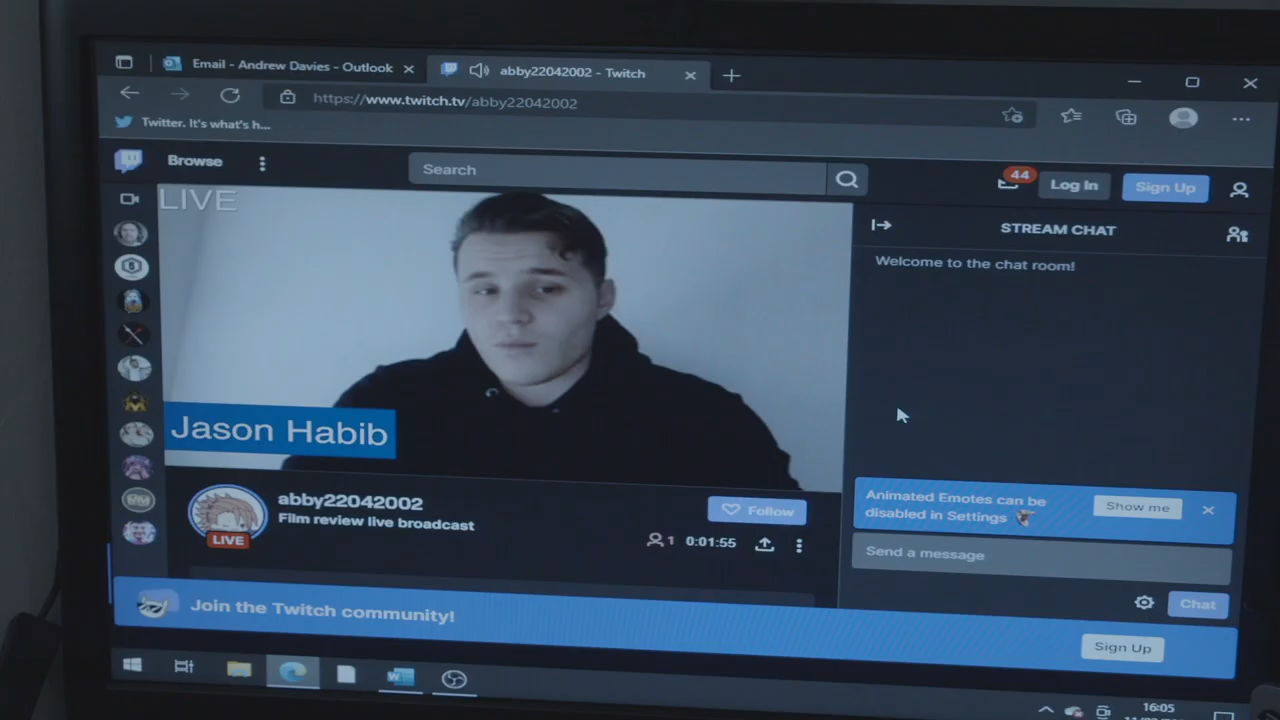 Email - Andrew Davies - Outlook
abby22042002 - Twitch
https://www.twitch.tv/abby22042002
Twitter. It's what's h...
Browse
Search
44
Log In
Sign Up
LIVE
STREAM CHAT
Welcome to the chat room!
Jason Habib
abby22042002
Film review live broadcast
LIVE
Follow
1
0:01:55
Animated Emotes can be
disabled in Settings
Show me
Send a message
Chat
Join the Twitch community!
Sign Up
16:05